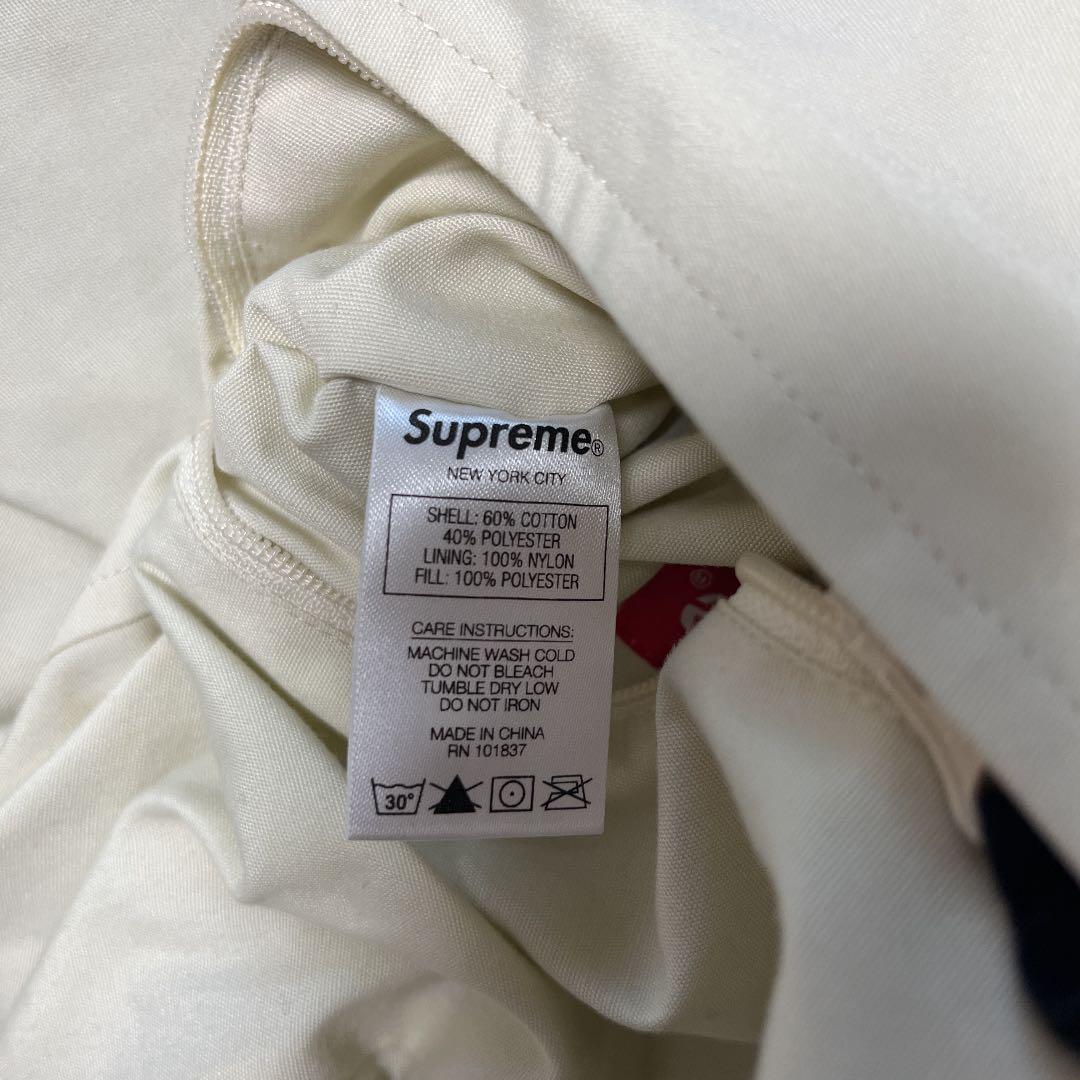 Supreme®
NEW YORK CITY
SHELL: 60% COTTON
40% POLYESTER
LINING: 100% NYLON
FILL: 100% POLYESTER
CARE INSTRUCTIONS:
MACHINE WASH COLD
DO NOT BLEACH
TUMBLE DRY LOW
DO NOT IRON
MADE IN CHINA
RN 101837
30°